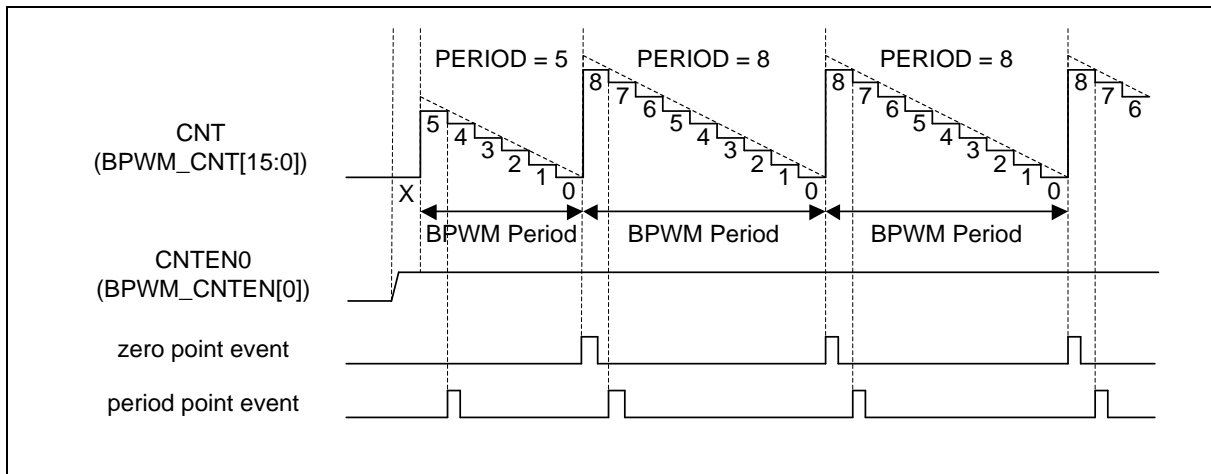 PERIOD = 5 PERIOD = 8 PERIOD = 8
CNT
(BPWM_CNT[15:0])
X 5 4 3 2 1 0 8 7 6 5 4 3 2 1 0 8 7 6 5 4 3 2 1 0 8 7 6
BPWM Period BPWM Period BPWM Period
CNTEN0
(BPWM_CNTEN[0])
zero point event
period point event